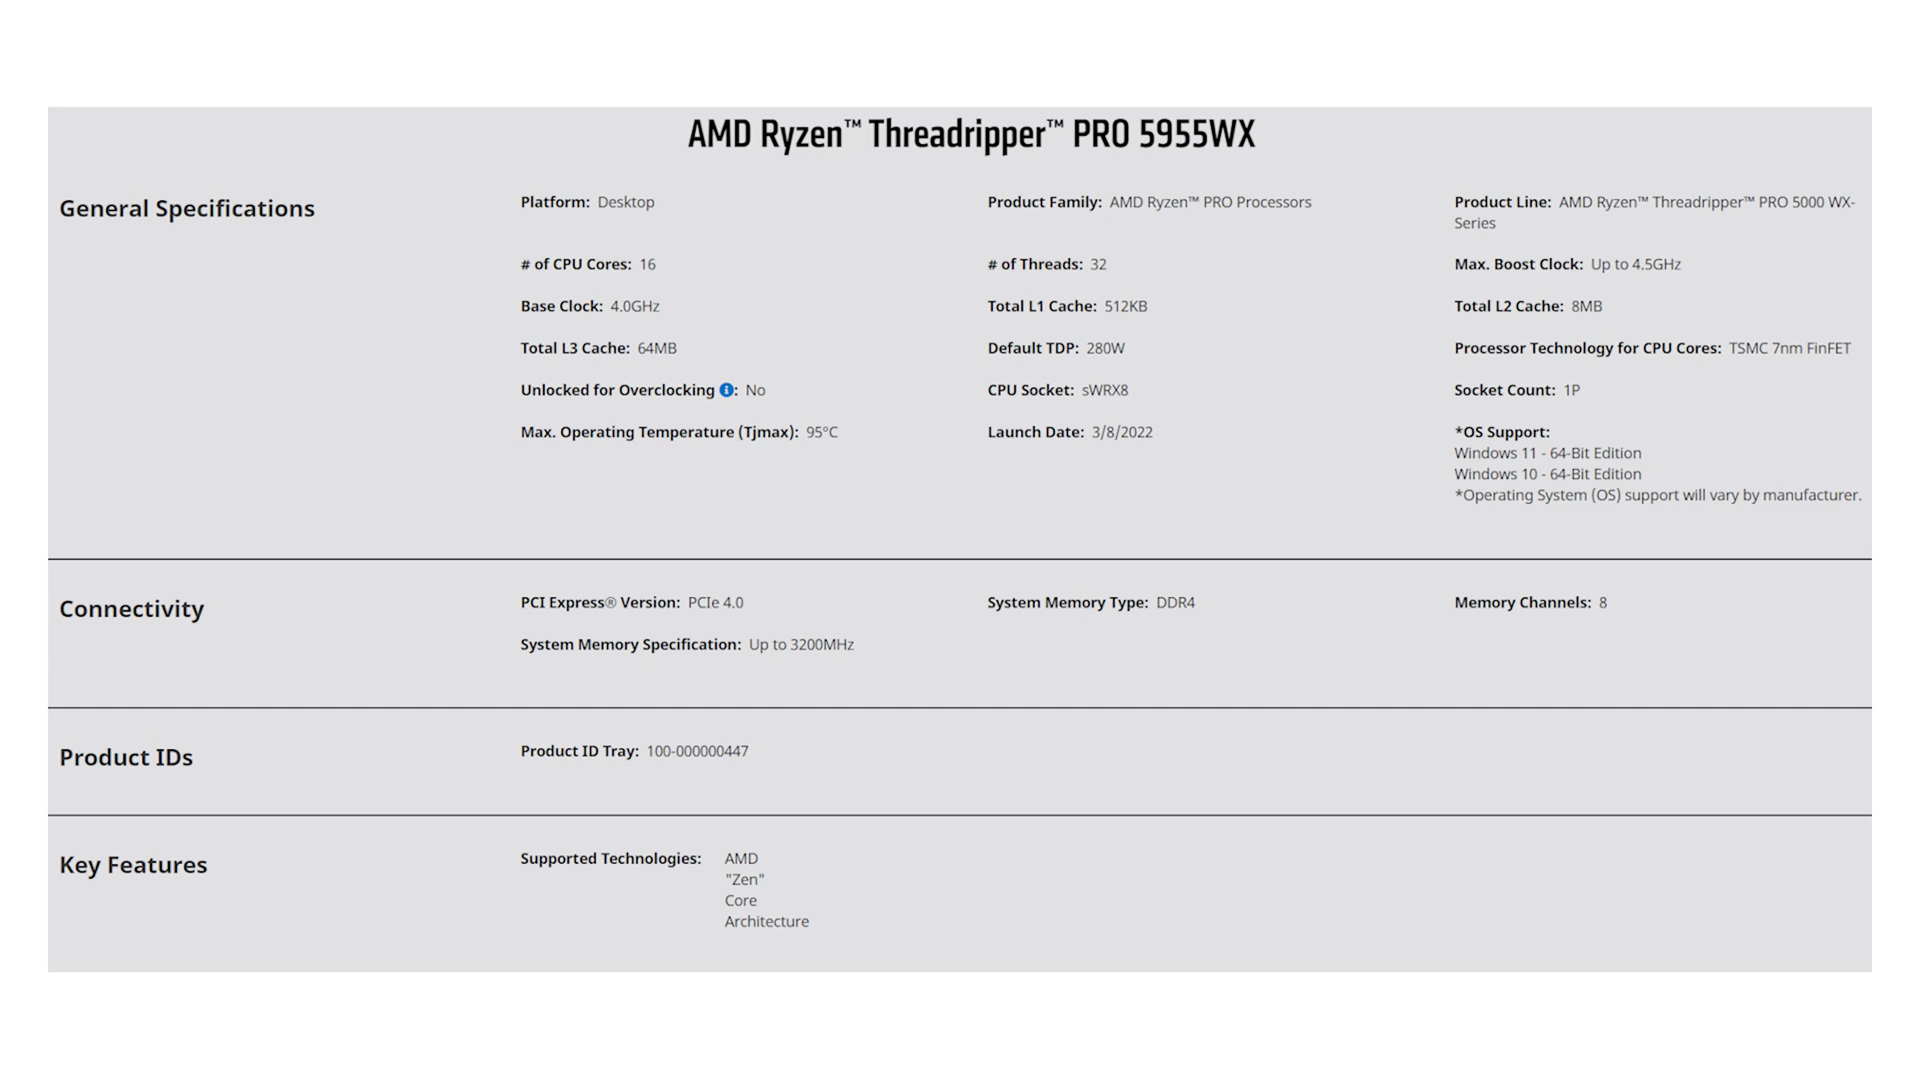 AMD Ryzen™ Threadripper™ PRO 5955WX
General Specifications
Platform: Desktop
Product Family: AMD Ryzen™ PRO Processors
Product Line: AMD Ryzen™ Threadripper™ PRO 5000 WX-
Series
# of CPU Cores: 16
# of Threads: 32
Max. Boost Clock: Up to 4.5GHz
Base Clock: 4.0GHz
Total L1 Cache: 512KB
Total L2 Cache: 8MB
Total L3 Cache: 64MB
Default TDP: 280W
Processor Technology for CPU Cores: TSMC 7nm FinFET
Unlocked for Overclocking i: No
CPU Socket: sWRX8
Socket Count: 1P
Max. Operating Temperature (Tjmax): 95°C
Launch Date: 3/8/2022
*OS Support:
Windows 11 - 64-Bit Edition
Windows 10 - 64-Bit Edition
*Operating System (OS) support will vary by manufacturer.
Connectivity
PCI Express® Version: PCIe 4.0
System Memory Type: DDR4
Memory Channels: 8
System Memory Specification: Up to 3200MHz
Product IDs
Product ID Tray: 100-000000447
Key Features
Supported Technologies: AMD
"Zen"
Core
Architecture